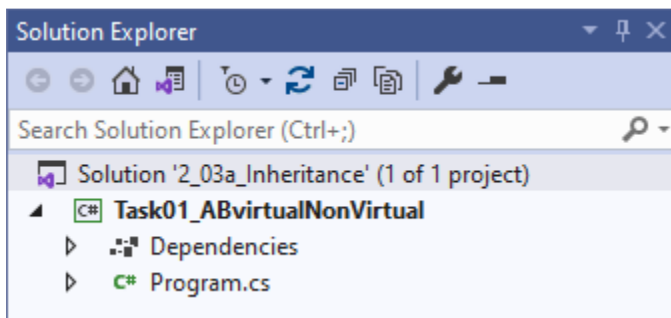 Solution Explorer
Search Solution Explorer (Ctrl+;)
Solution '2_03a_Inheritance' (1 of 1 project)
C# Task01_ABvirtualNonVirtual
Dependencies
C# Program.cs